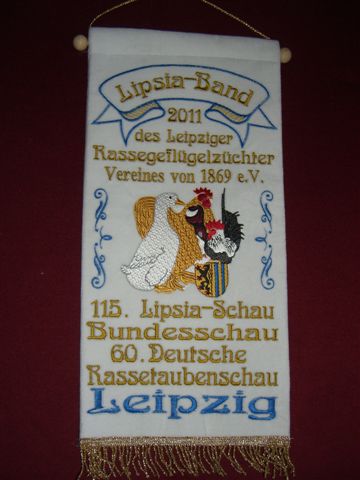 Lipsia-Band
2011
des Leipziger
Rassegeflügelzüchter
Vereines von 1869 e.V.
115. Lipsia-Schau
Bundesschau
60. Deutsche
Rassetaubenschau
Leipzig